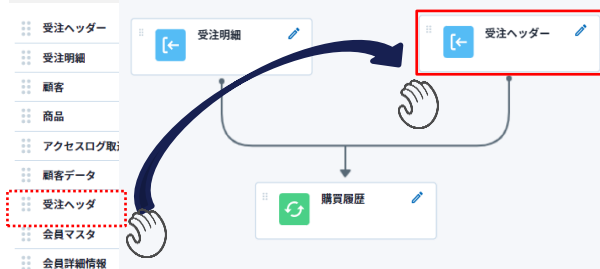 受注ヘッダー
受注明細
顧客
商品
アクセスログ取
顧客データ
受注ヘッダ
会員マスタ
会員詳細情報
受注明細
受注ヘッダー
購買履歴